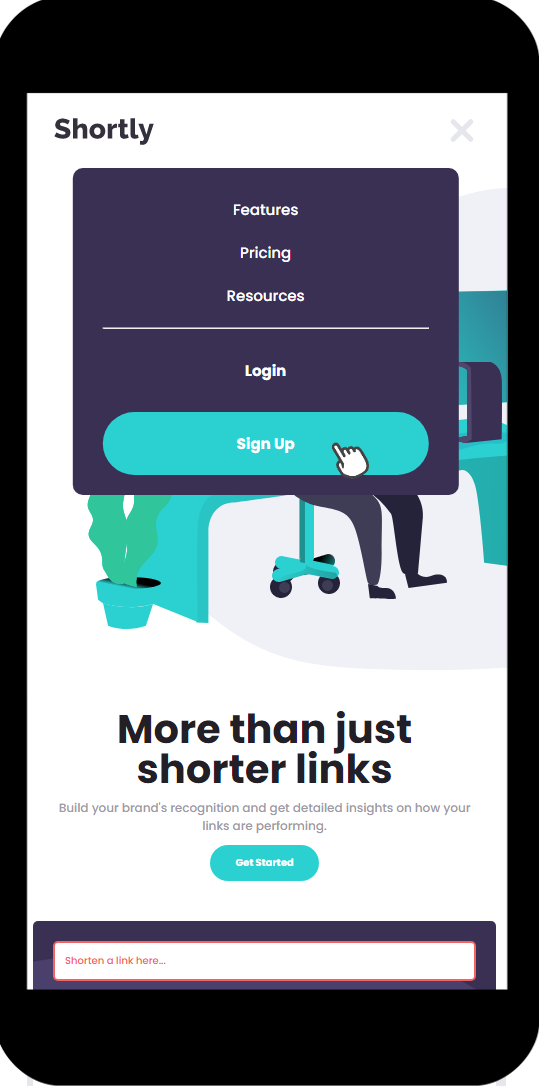 Shortly
Features
Pricing
Resources
Login
Sign Up
More than just
shorter links
Build your brand's recognition and get detailed insights on how your
links are performing.
Get Started
Shorten a link here...